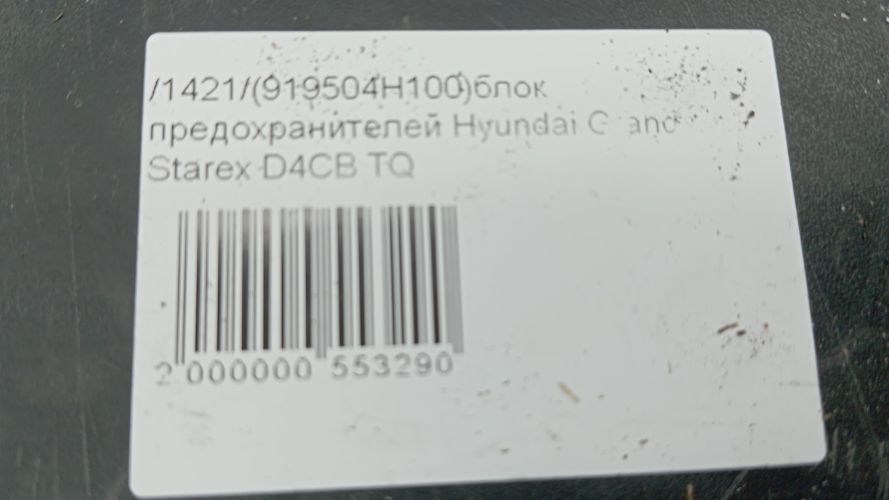 /1421/(919504H100)блок
предохранителей Hyundai Grand
Starex D4CB TQ
2 000000 553290